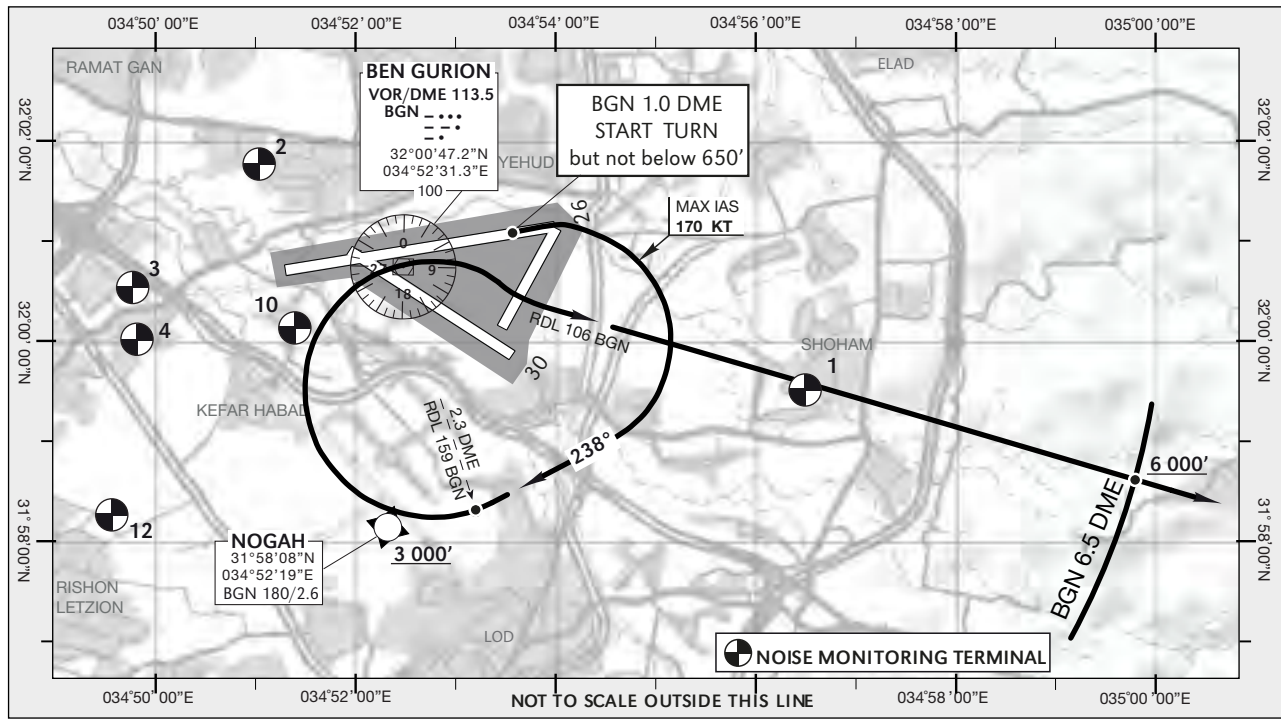 034°50' 00"E
034°52' 00"E
034°54' 00"E
034°56' 00"E
034°58' 00"E
035°00' 00"E
RAMAT GAN
ELAD
BEN GURION
VOR/DME 113.5
BGN
32°00'47.2"N
034°52'31.3"E
100
BGN 1.0 DME
START TURN
but not below 650'
32°02' 00"N
32°02' 00"N
2
YEHUD
26
MAX IAS
170 KT
0
9
18
27
3
10
4
32°00' 00"N
32°00' 00"N
RDL 106 BGN
SHOHAM
1
30
KEFAR HABAD
2,3 DME
RDL 159 BGN
238°
6 000'
BGN 6.5 DME
12
NOGAH
31°58'08"N
034°52'19"E
BGN 180/2.6
3 000'
31°58' 00"N
31°58' 00"N
RISHON
LETZION
LOD
NOISE MONITORING TERMINAL
034°50' 00"E
034°52' 00"E
NOT TO SCALE OUTSIDE THIS LINE
034°58' 00"E
035°00' 00"E